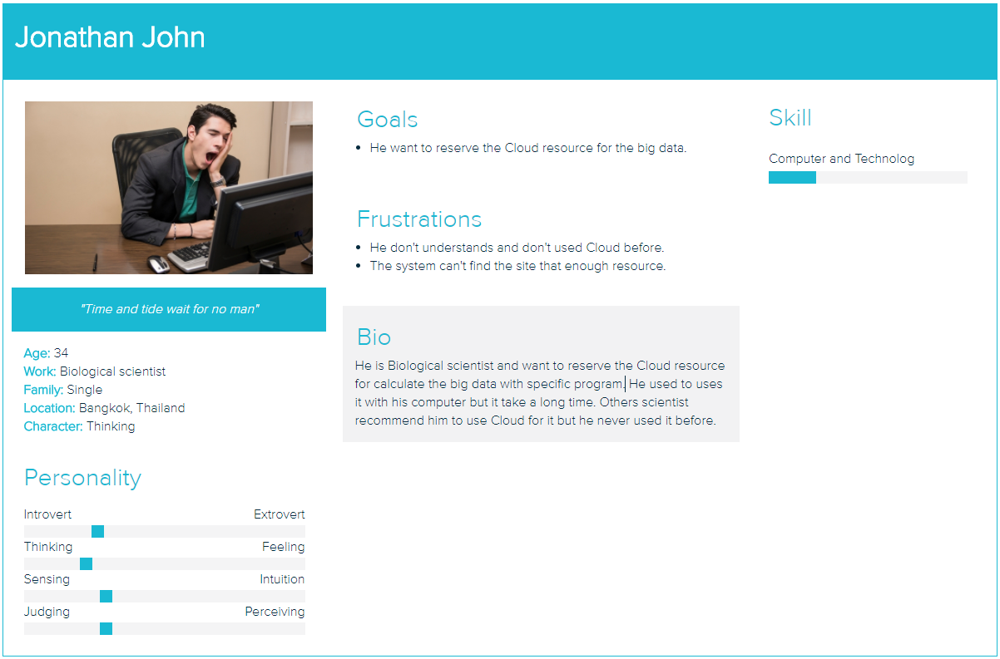 Jonathan John
"Time and tide wait for no man"
Age: 34
Work: Biological scientist
Family: Single
Location: Bangkok, Thailand
Character: Thinking
Personality
Introvert Extrovert
Thinking Feeling
Sensing Intuition
Judging Perceiving
Goals
• He want to reserve the Cloud resource for the big data.
Frustrations
• He don't understands and don't used Cloud before.
• The system can't find the site that enough resource.
Bio
He is Biological scientist and want to reserve the Cloud resource
for calculate the big data with specific program. He used to uses
it with his computer but it take a long time. Others scientist
recommend him to use Cloud for it but he never used it before.
Skill
Computer and Technolog